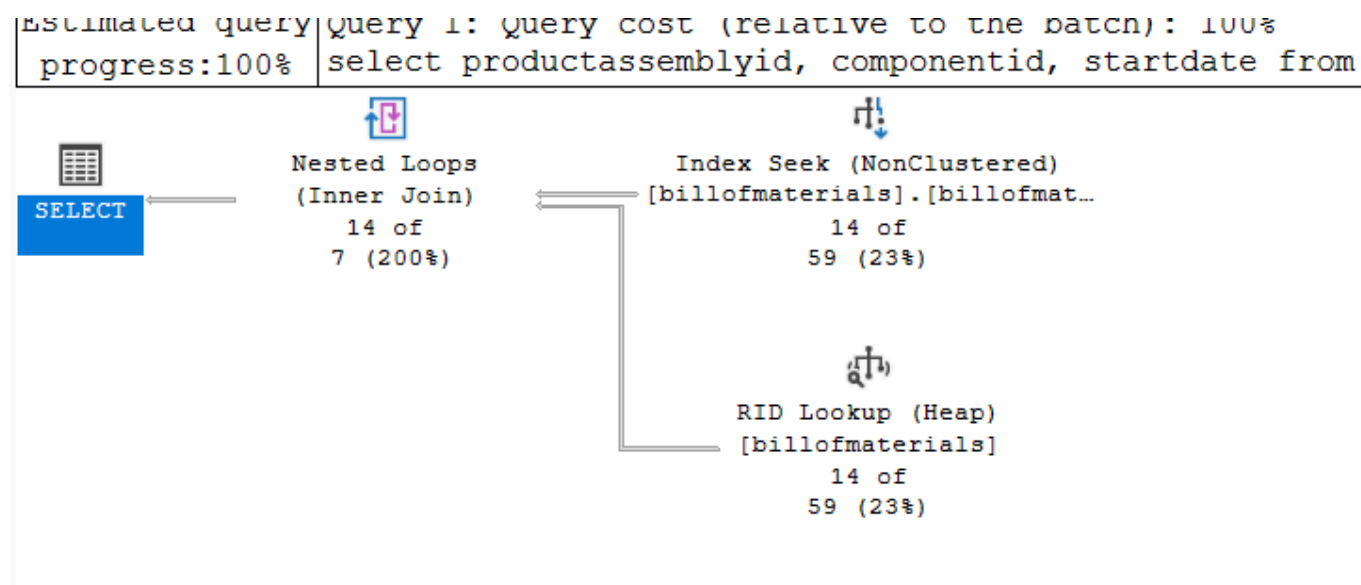 Estimated query
progress:100%
Query 1: Query cost (relative to the batch): 100%
select productassemblyid, componentid, startdate from
SELECT
Nested Loops
(Inner Join)
14 of
7 (200%)
Index Seek (NonClustered)
[billofmaterials].[billofmat…
14 of
59 (23%)
RID Lookup (Heap)
[billofmaterials]
14 of
59 (23%)